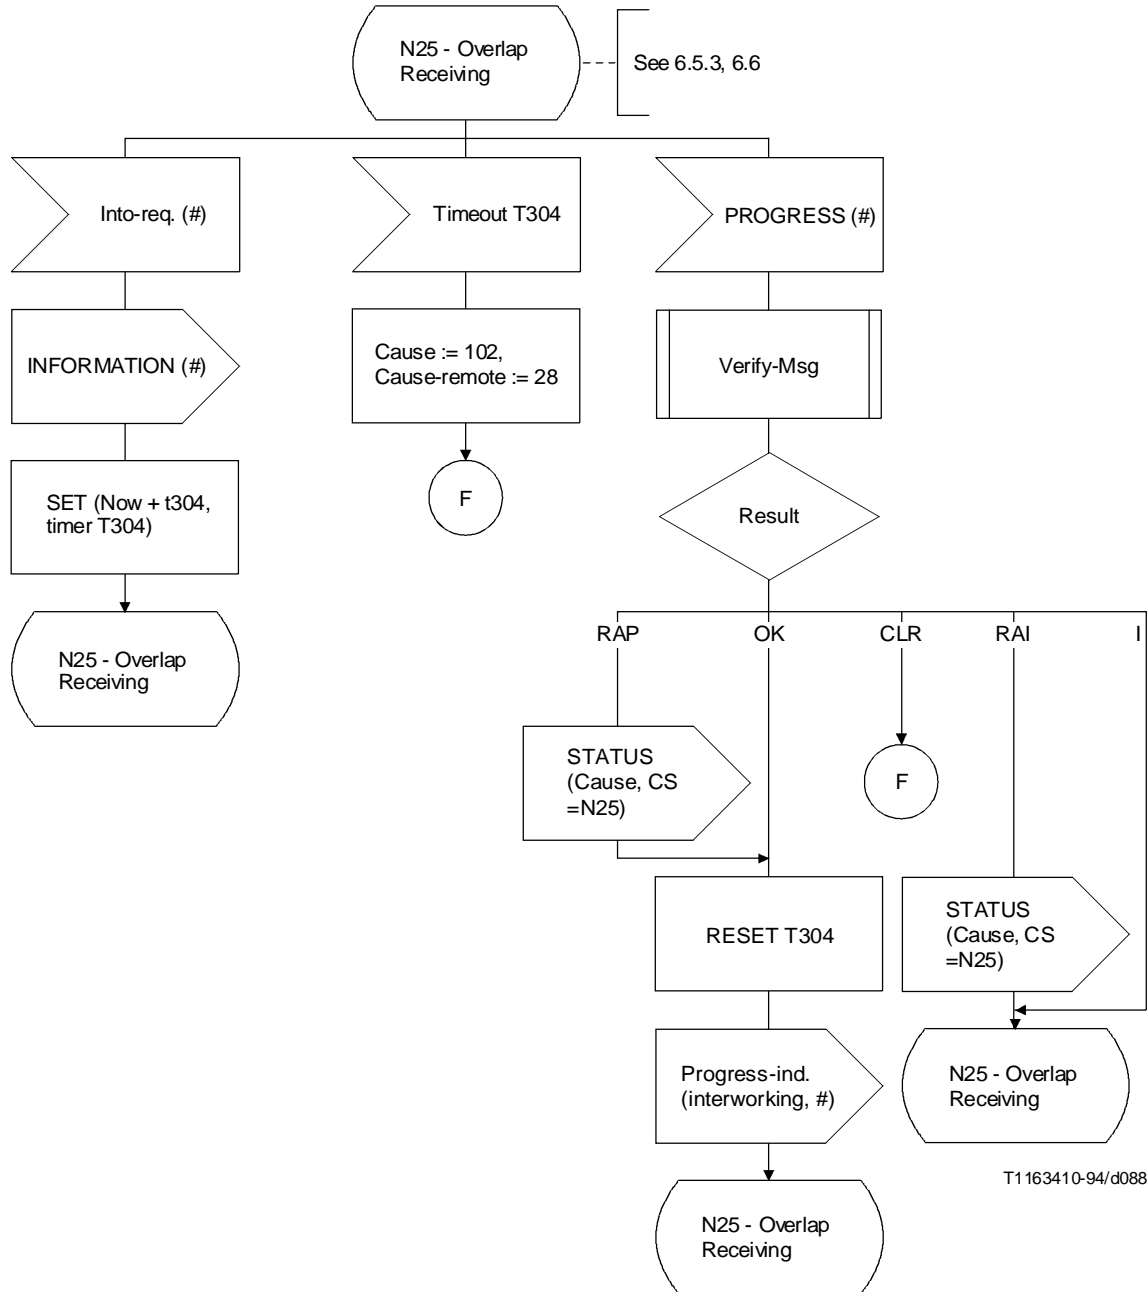 N25 - Overlap
Receiving
See 6.5.3, 6.6
Into-req. (#)
Timeout T304
PROGRESS (#)
INFORMATION (#)
Cause := 102,
Cause-remote := 28
Verify-Msg
SET (Now + t304,
timer T304)
F
Result
N25 - Overlap
Receiving
RAP
OK
CLR
RAI
I
STATUS
(Cause, CS
=N25)
F
RESET T304
STATUS
(Cause, CS
=N25)
Progress-ind.
(interworking, #)
N25 - Overlap
Receiving
T1163410-94/d088
N25 - Overlap
Receiving